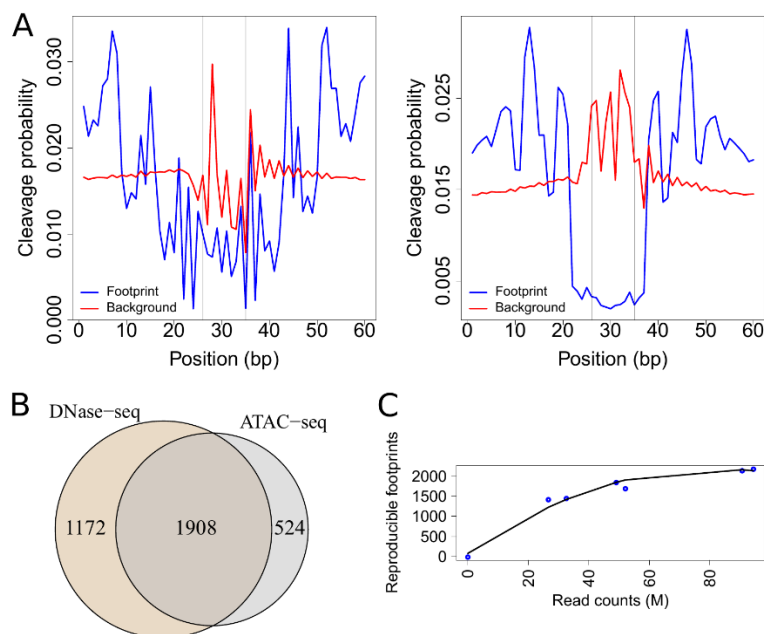 A
Cleavage probability
0.030
0.020
0.010
0.000
Footprint
Background
0 10 20 30 40 50 60
Position (bp)
Cleavage probability
0.025
0.015
0.005
Footprint
Background
0 10 20 30 40 50 60
Position (bp)
B
DNase−seq
ATAC−seq
1172
1908
524
C
Reproducible footprints
2000
1500
1000
500
0
0 20 40 60 80
Read counts (M)